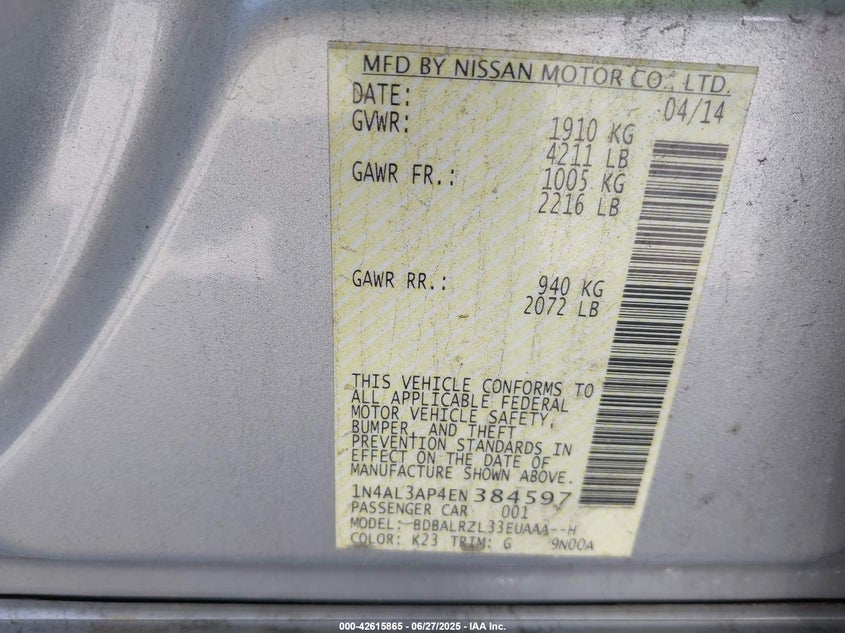 MFD BY NISSAN MOTOR CO., LTD.
DATE: 04/14
GVWR: 1910 KG
4211 LB
GAWR FR.: 1005 KG
2216 LB
GAWR RR.: 940 KG
2072 LB
THIS VEHICLE CONFORMS TO
ALL APPLICABLE FEDERAL
MOTOR VEHICLE SAFETY,
BUMPER, AND THEFT
PREVENTION STANDARDS IN
EFFECT ON THE DATE OF
MANUFACTURE SHOWN ABOVE.
1N4AL3AP4EN384597
PASSENGER CAR 001
MODEL: BDBALRZL33EUAAA--H
COLOR: K23 TRIM: G 9N00A
000-42615865 - 06/27/2025 - IAA Inc.